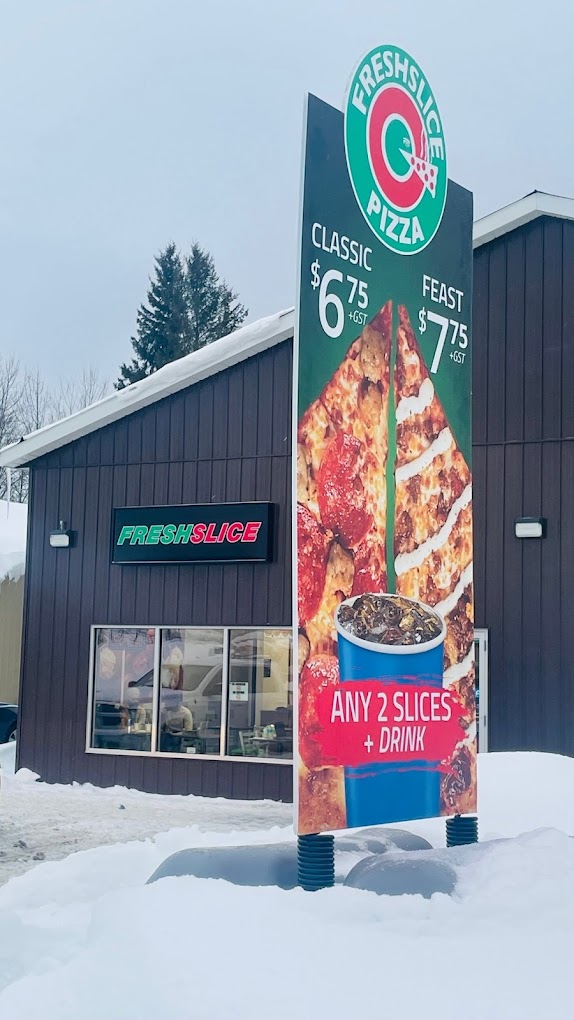 FRESHSLICE
PIZZA
CLASSIC
$6.75
+GST
FEAST
$7.75
+GST
FRESHSLICE
ANY 2 SLICES
+ DRINK